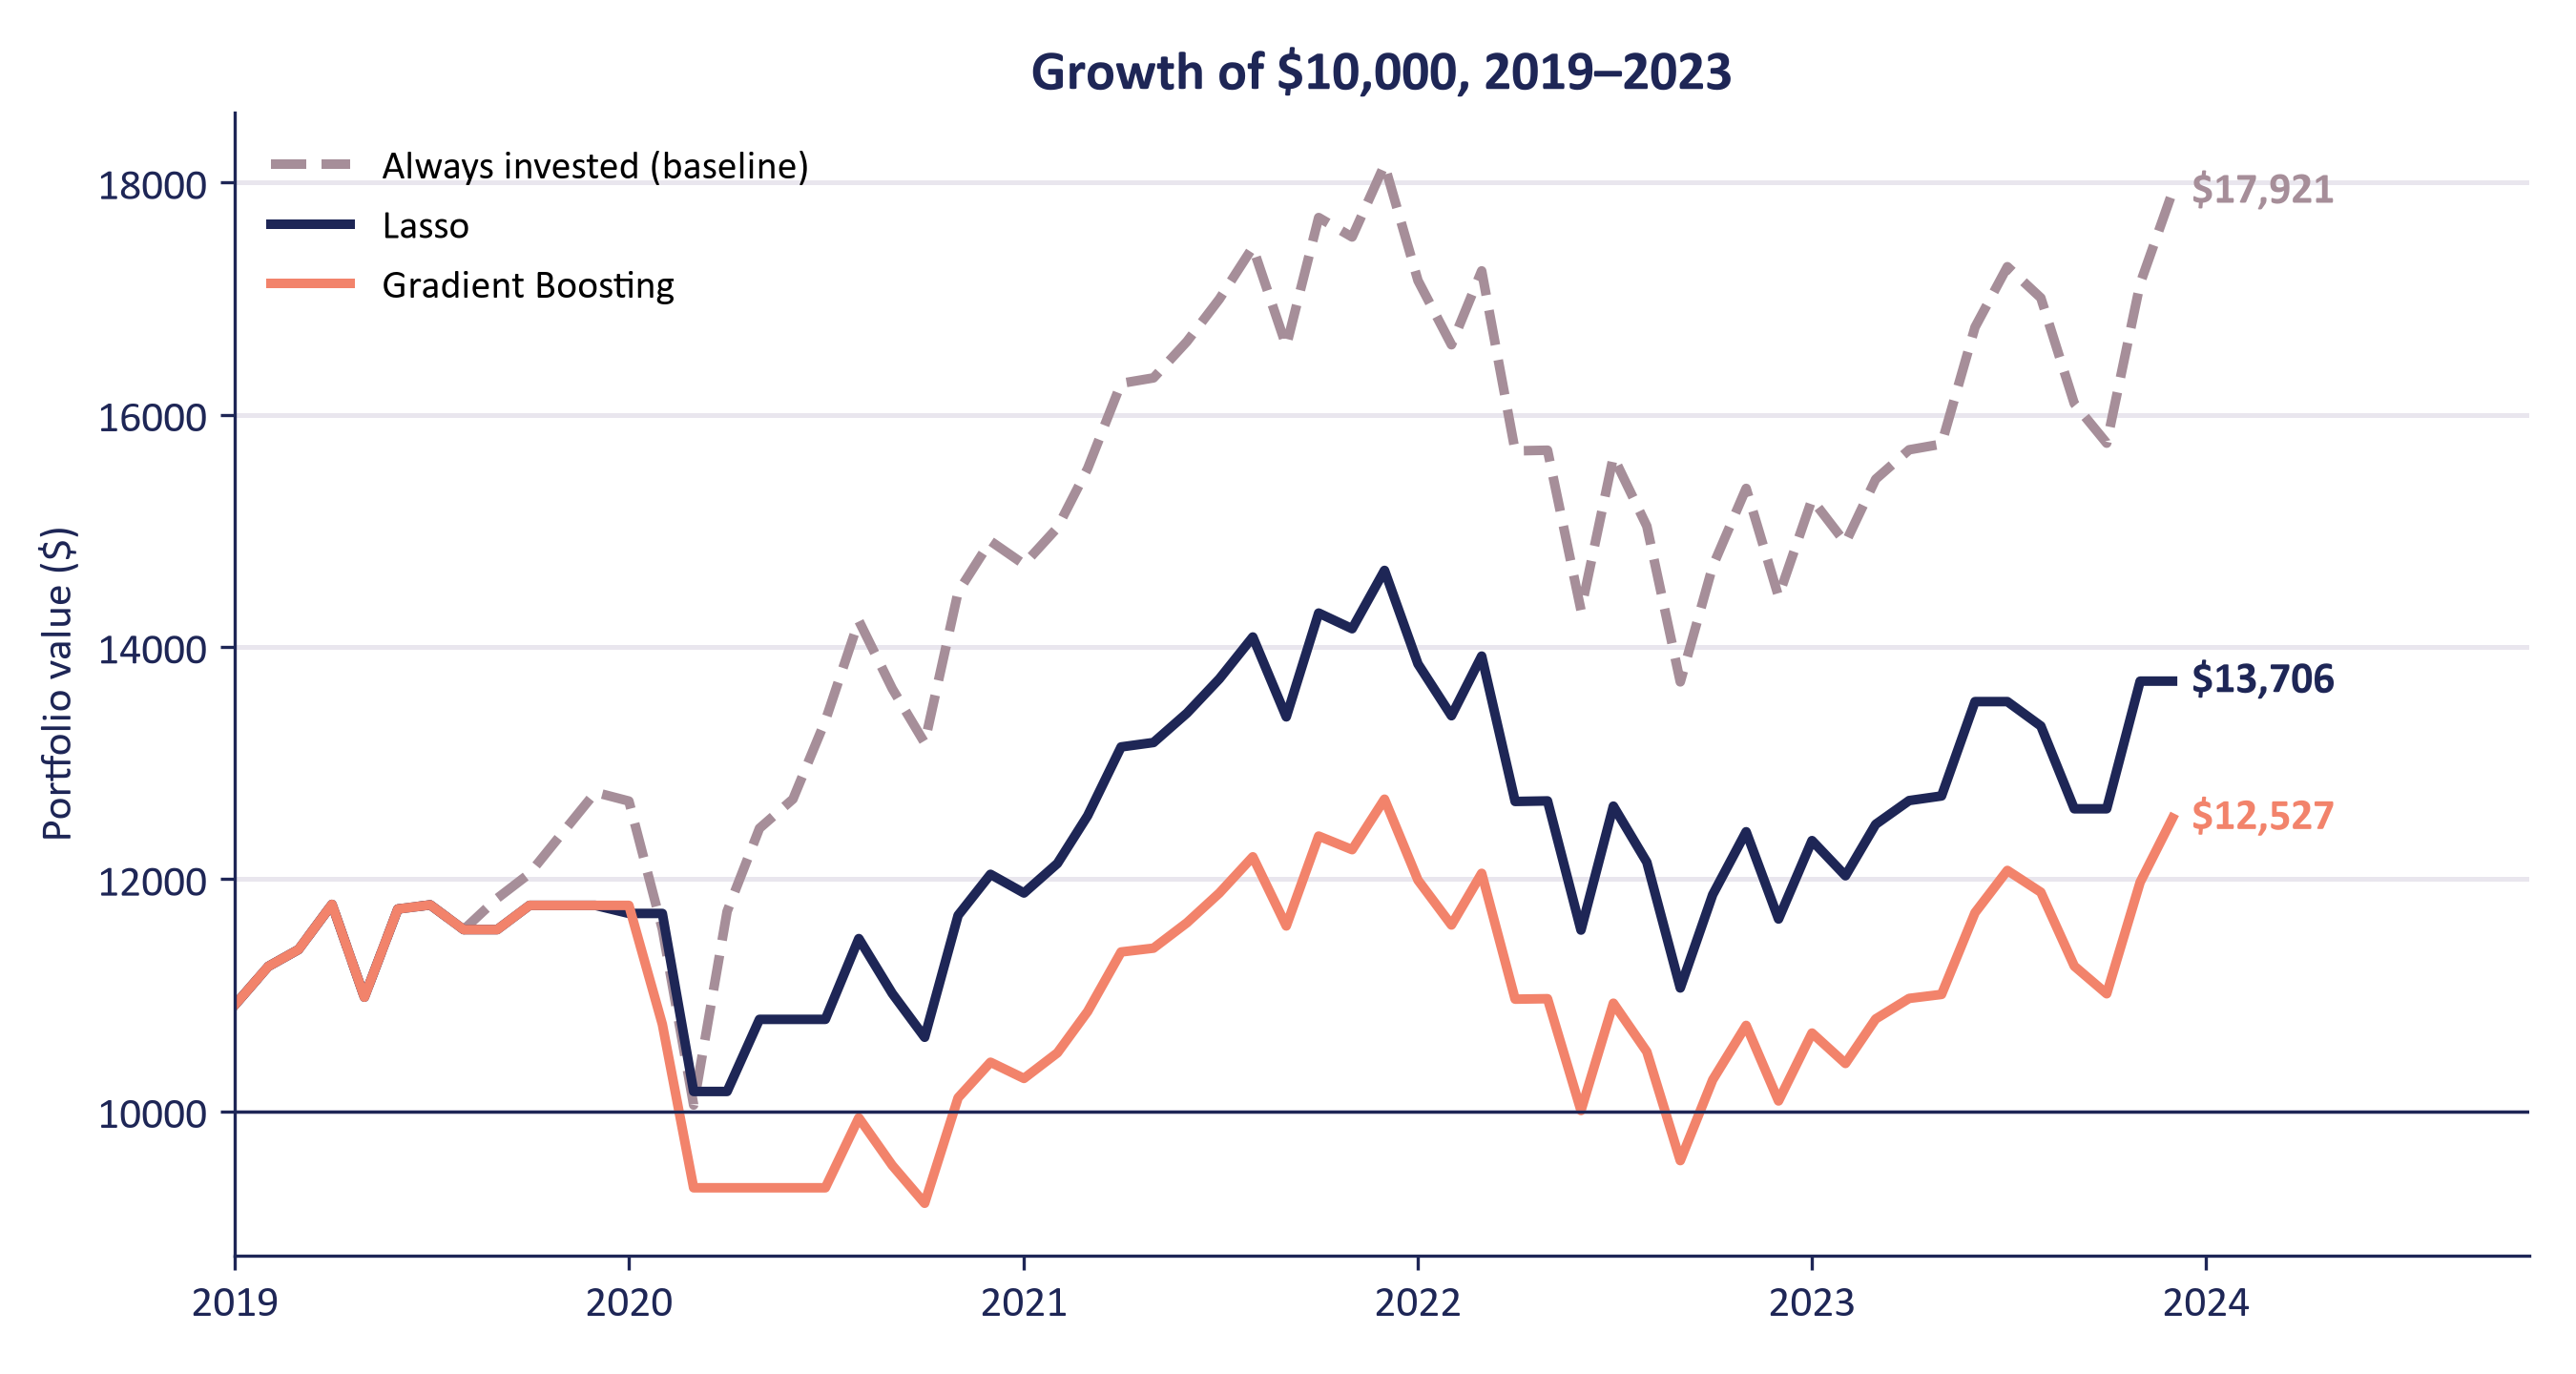 Growth of $10,000, 2019–2023
Always invested (baseline)
Lasso
Gradient Boosting
Portfolio value ($)
18000
16000
14000
12000
10000
$17,921
$13,706
$12,527
2019
2020
2021
2022
2023
2024